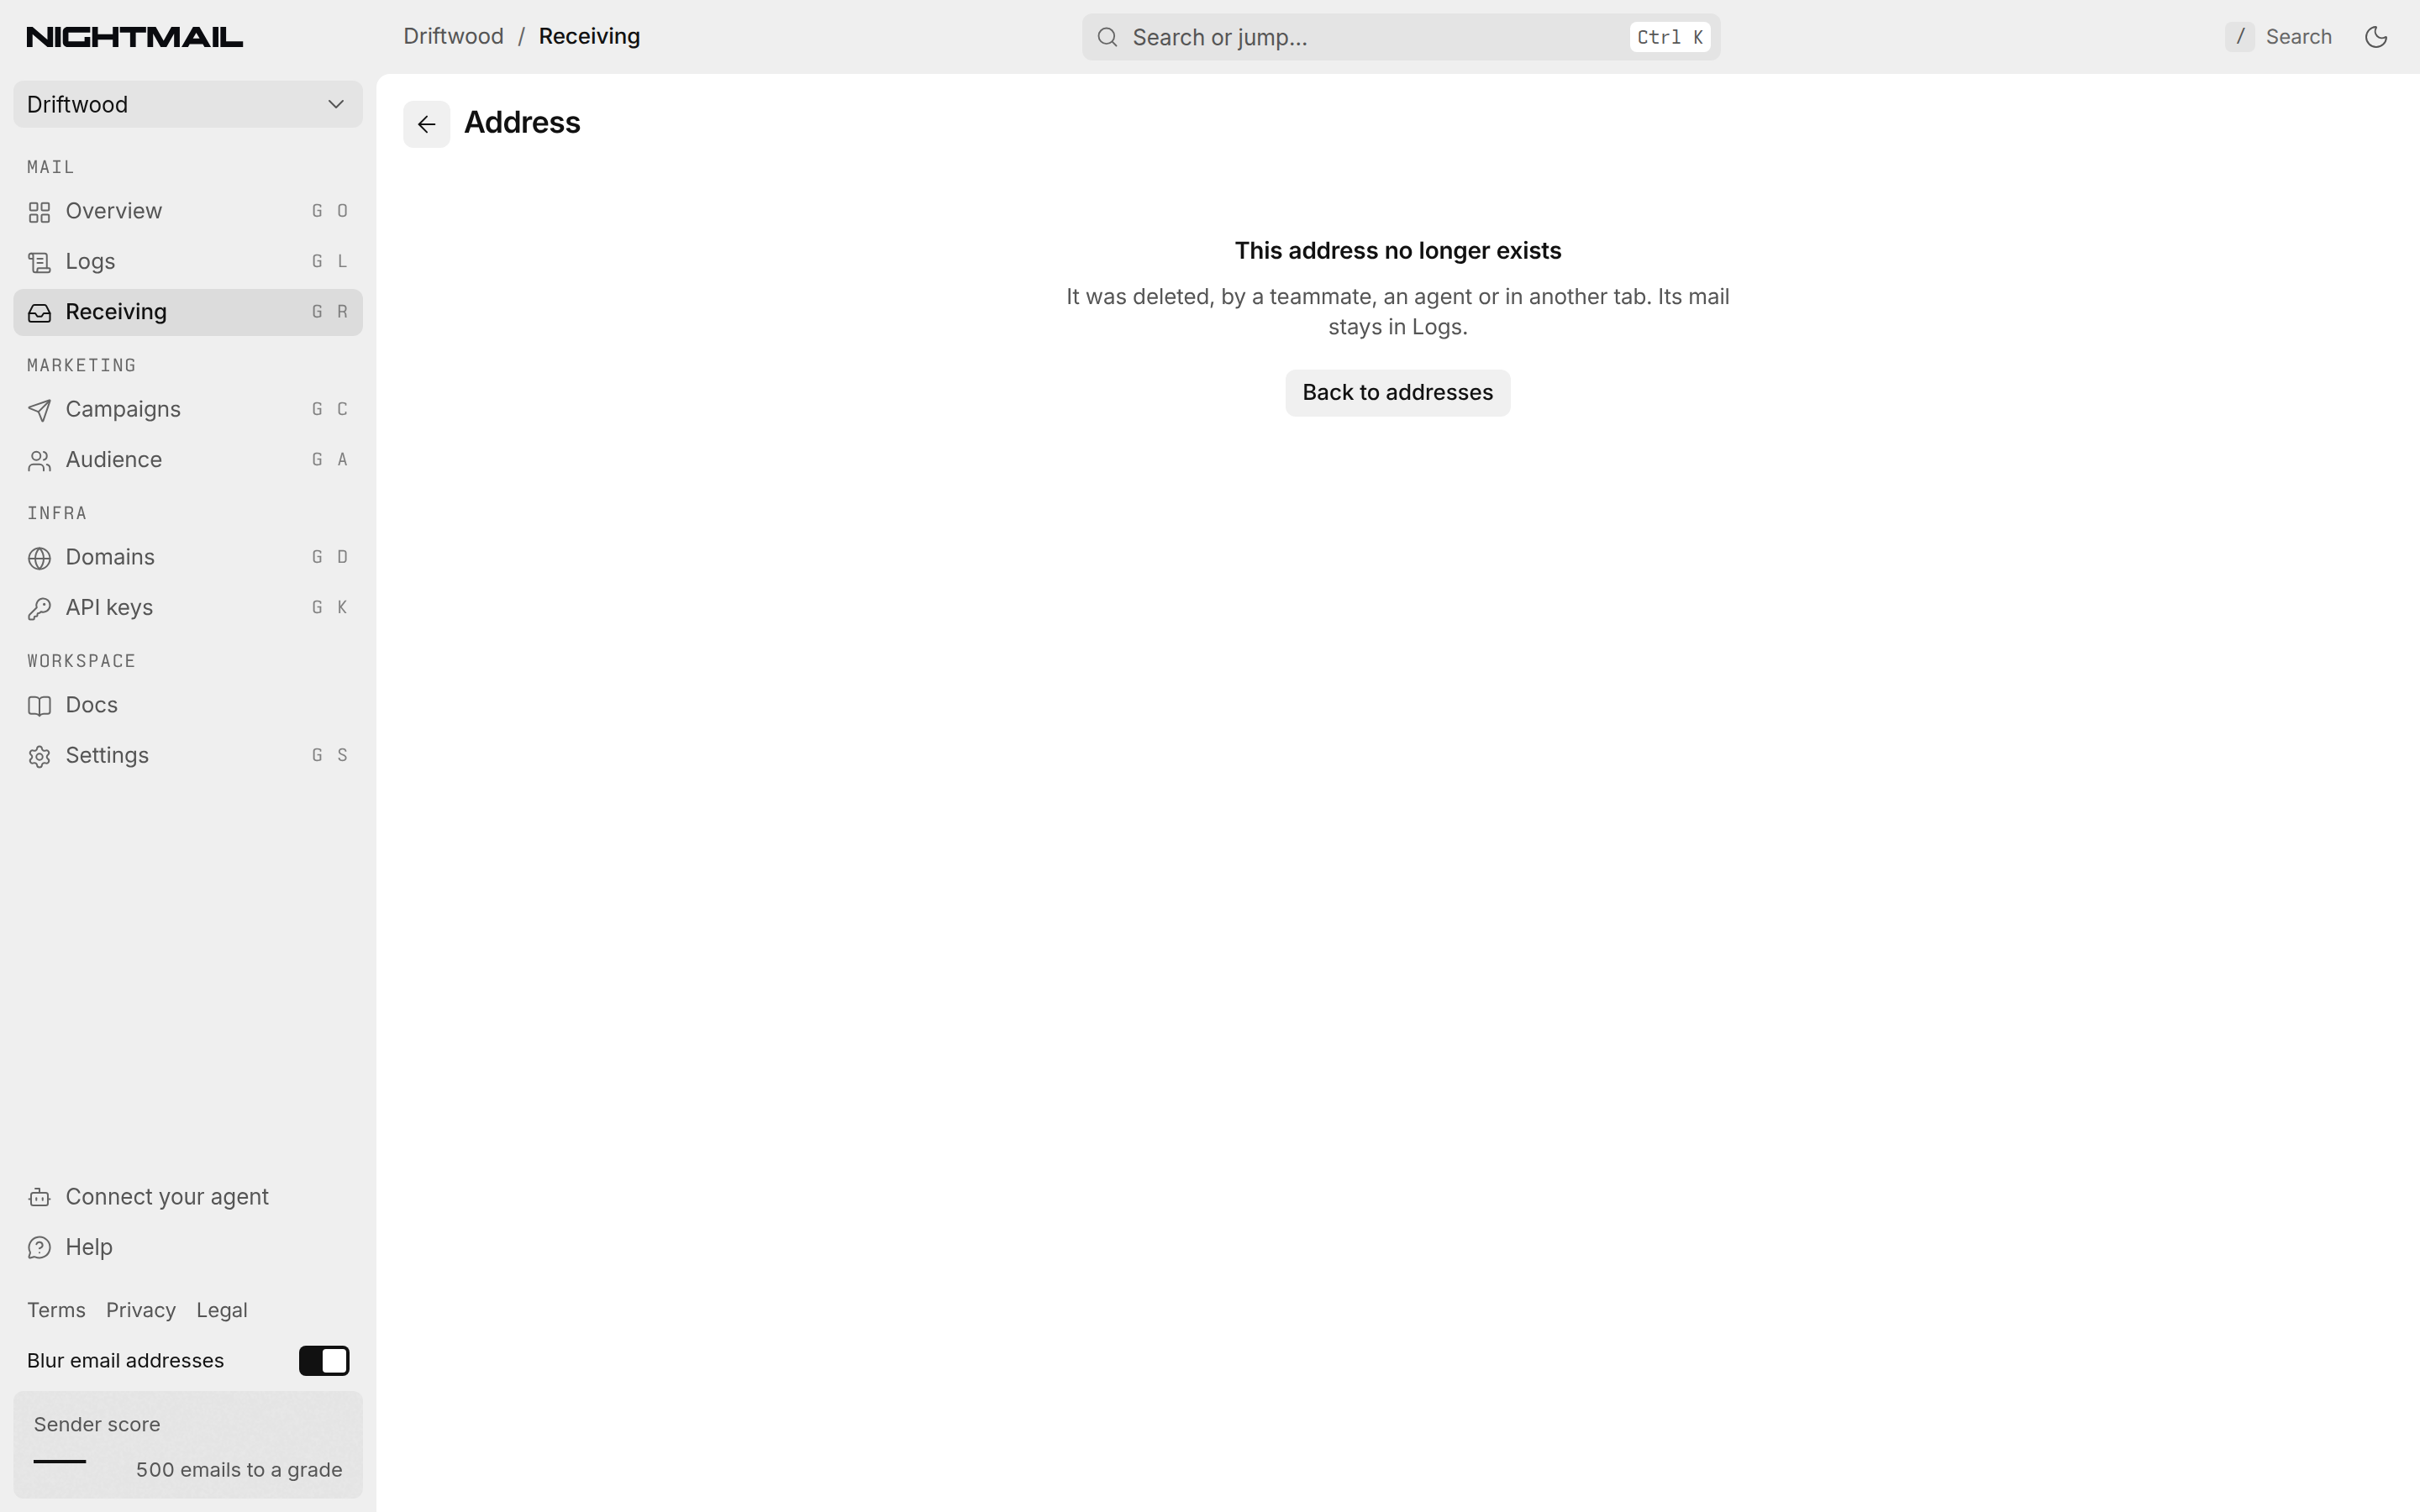 NIGHTMAIL
Driftwood / Receiving
Search or jump...
Ctrl K
/ Search
Driftwood
MAIL
Overview G O
Logs G L
Receiving G R
MARKETING
Campaigns G C
Audience G A
INFRA
Domains G D
API keys G K
WORKSPACE
Docs
Settings G S
Connect your agent
Help
Terms Privacy Legal
Blur email addresses
Sender score
500 emails to a grade
Address
This address no longer exists
It was deleted, by a teammate, an agent or in another tab. Its mail
stays in Logs.
Back to addresses